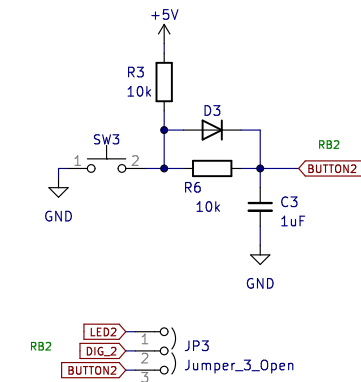 +5V
R3
10k
D3
SW3
1
2
RB2
BUTTON2
R6
10k
C3
1uF
GND
GND
LED2
1
JP3
RB2
DIG_2
2
Jumper_3_Open
BUTTON2
3